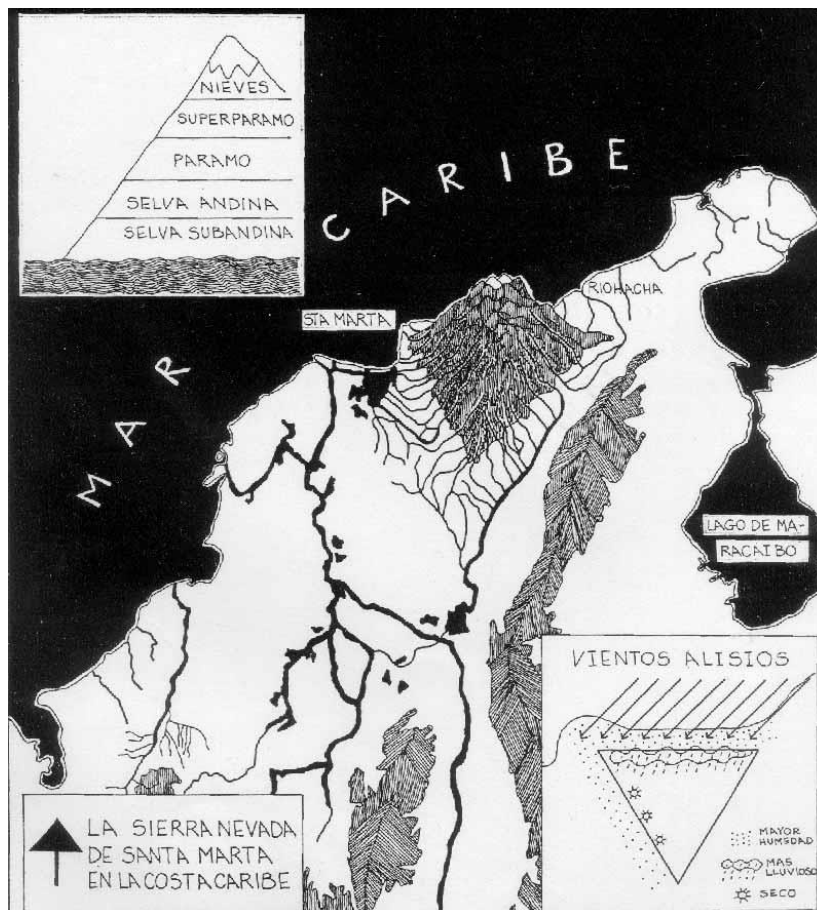 NIEVES
SUPERPARAMO
PARAMO
SELVA ANDINA
SELVA SUBANDINA
MAR CARIBE
RIOHACHA
STA MARTA
LAGO DE MA-
RACAIBO
VIENTOS ALISIOS
MAYOR
HUMEDAD
MAS
LLUVIOSO
SECO
LA SIERRA NEVADA
DE SANTA MARTA
EN LA COSTA CARIBE